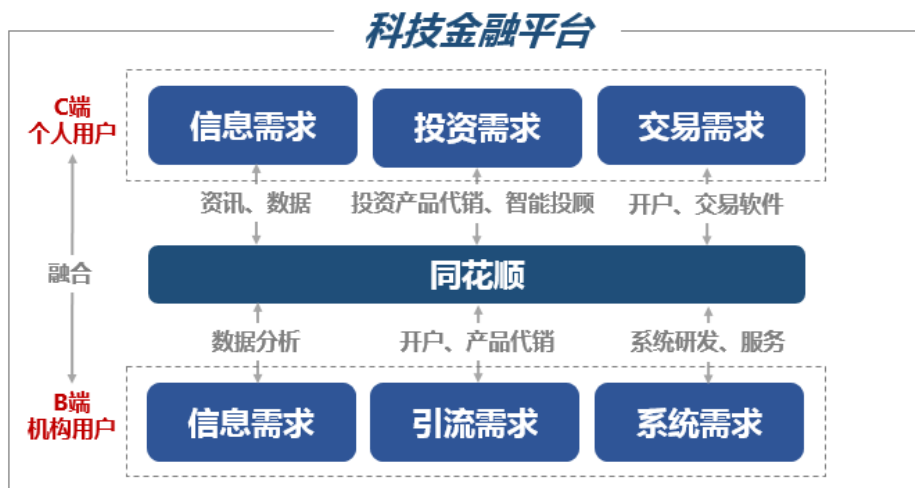 科技金融平台
C端
个人用户
信息需求
投资需求
交易需求
资讯、数据
投资产品代销、智能投顾
开户、交易软件
融合
同花顺
数据分析
开户、产品代销
系统研发、服务
B端
机构用户
信息需求
引流需求
系统需求